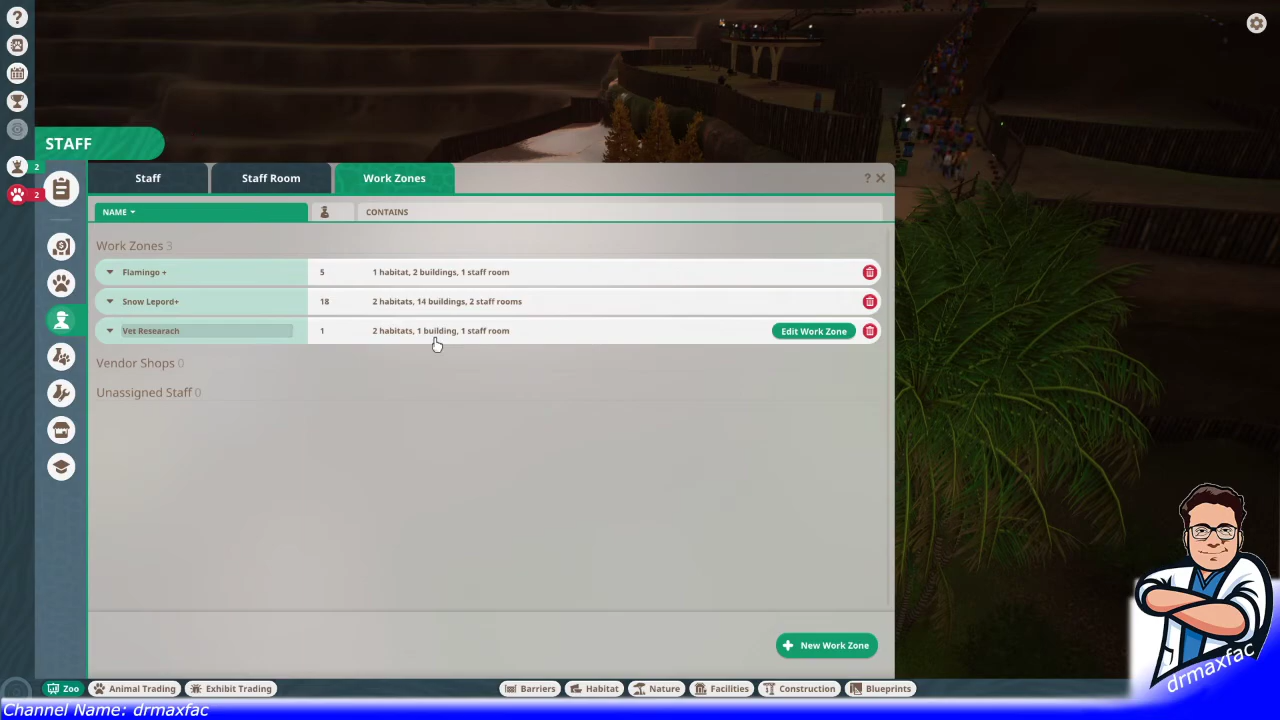 STAFF
2
2
Staff
Staff Room
Work Zones
?
NAME
CONTAINS
Work Zones 3
Flamingo +
5
1 habitat, 2 buildings, 1 staff room
Snow Lepord+
18
2 habitats, 14 buildings, 2 staff rooms
Vet Researach
1
2 habitats, 1 building, 1 staff room
Edit Work Zone
Vendor Shops 0
Unassigned Staff 0
New Work Zone
Zoo
Animal Trading
Exhibit Trading
Barriers
Habitat
Nature
Facilities
Construction
Blueprints
drmaxfac
Channel Name: drmaxfac